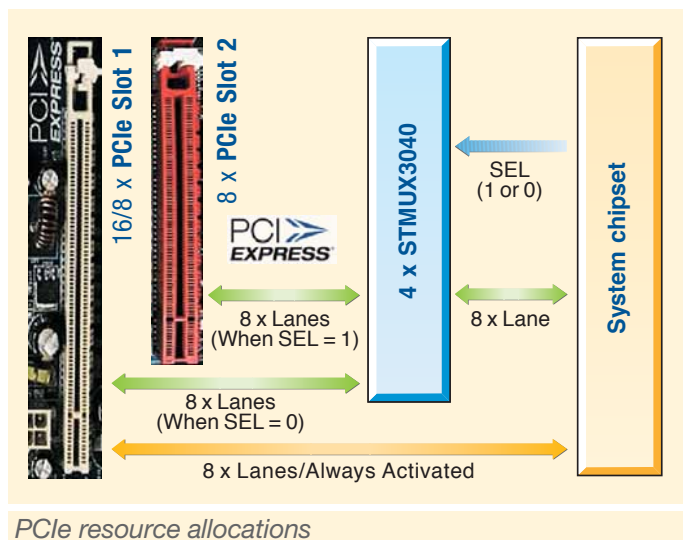 PCI
EXPRESS
16/8 x PCIe Slot 1
8 x PCIe Slot 2
PCI
EXPRESS®
8 x Lanes
(When SEL = 1)
8 x Lanes
(When SEL = 0)
8 x Lanes/Always Activated
4 x STMUX3040
SEL
(1 or 0)
8 x Lane
System chipset
PCIe resource allocations